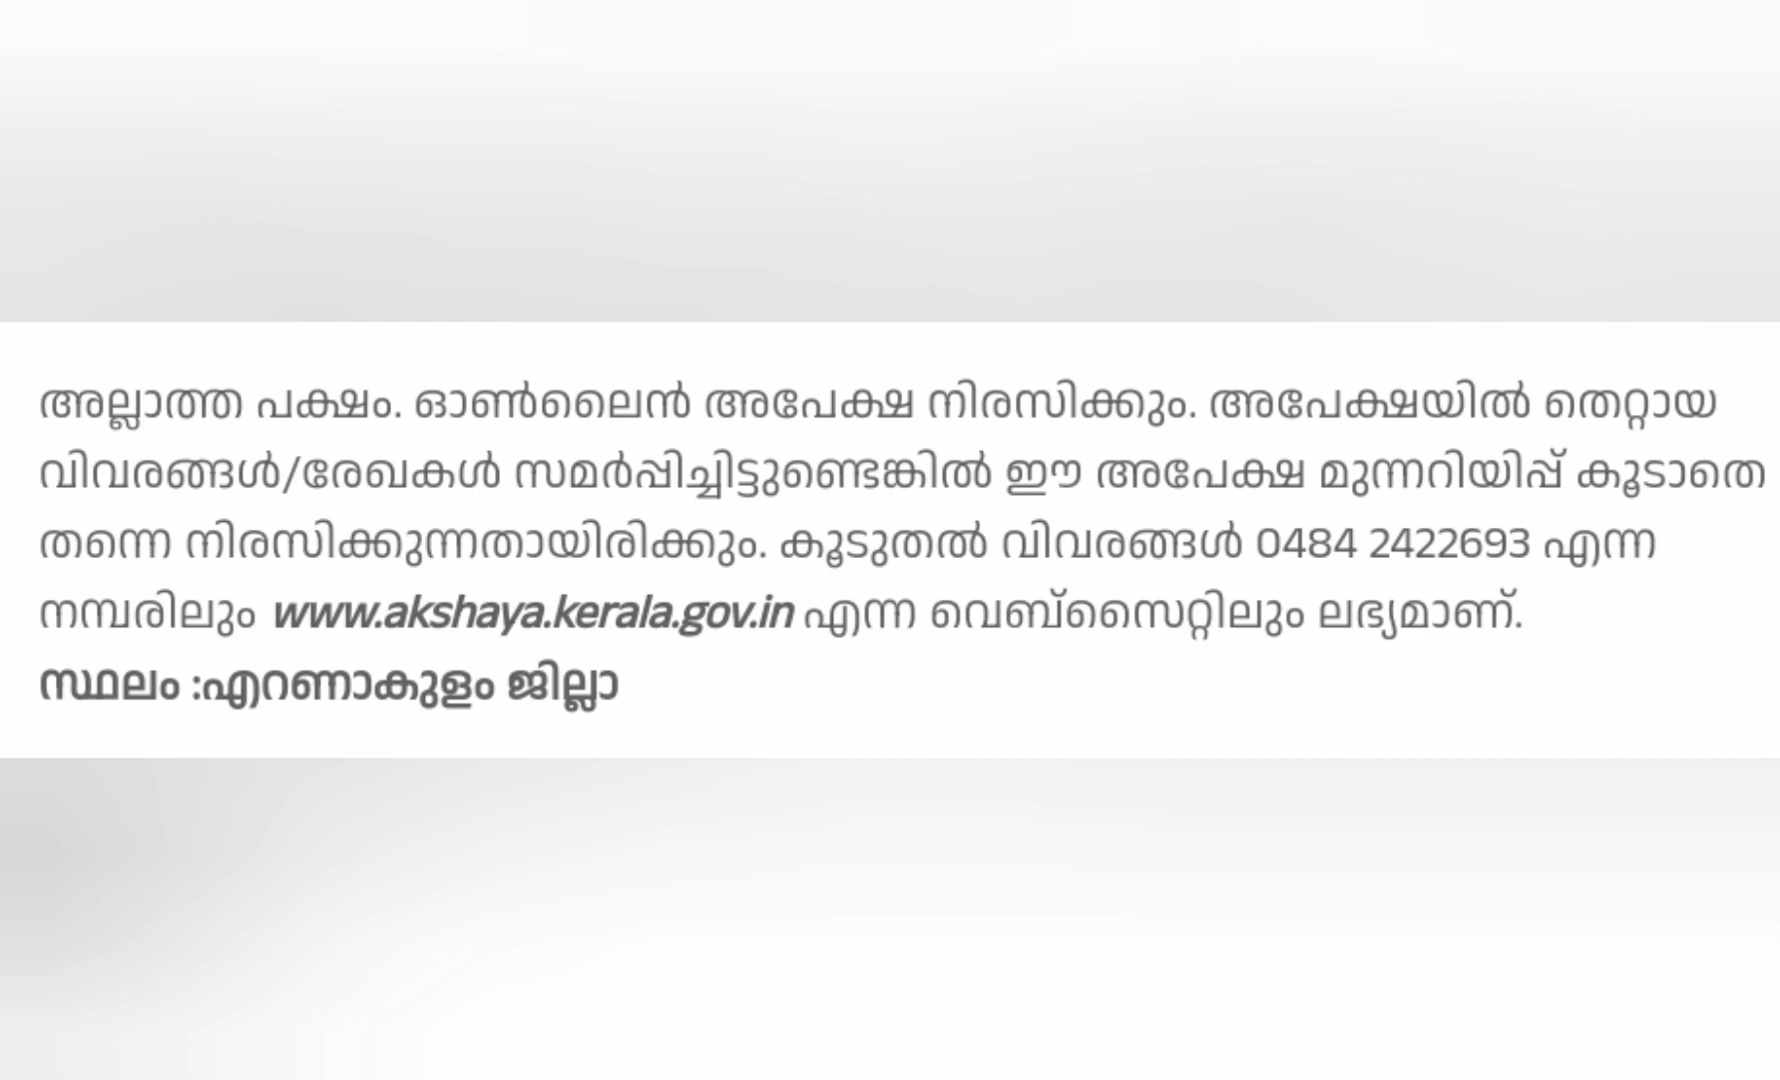 അല്ലാത്ത പക്ഷം. ഓൺലൈൻ അപേക്ഷ നിരസിക്കും. അപേക്ഷയിൽ തെറ്റായ
വിവരങ്ങൾ/രേഖകൾ സമർപ്പിച്ചിട്ടുണ്ടെങ്കിൽ ഈ അപേക്ഷ മുന്നറിയിപ്പ് കൂടാതെ
തന്നെ നിരസിക്കുന്നതായിരിക്കും. കൂടുതൽ വിവരങ്ങൾ 0484 2422693 എന്ന
നമ്പരിലും www.akshaya.kerala.gov.in എന്ന വെബ്സൈറ്റിലും ലഭ്യമാണ്.
സ്ഥലം :എറണാകുളം ജില്ലാ